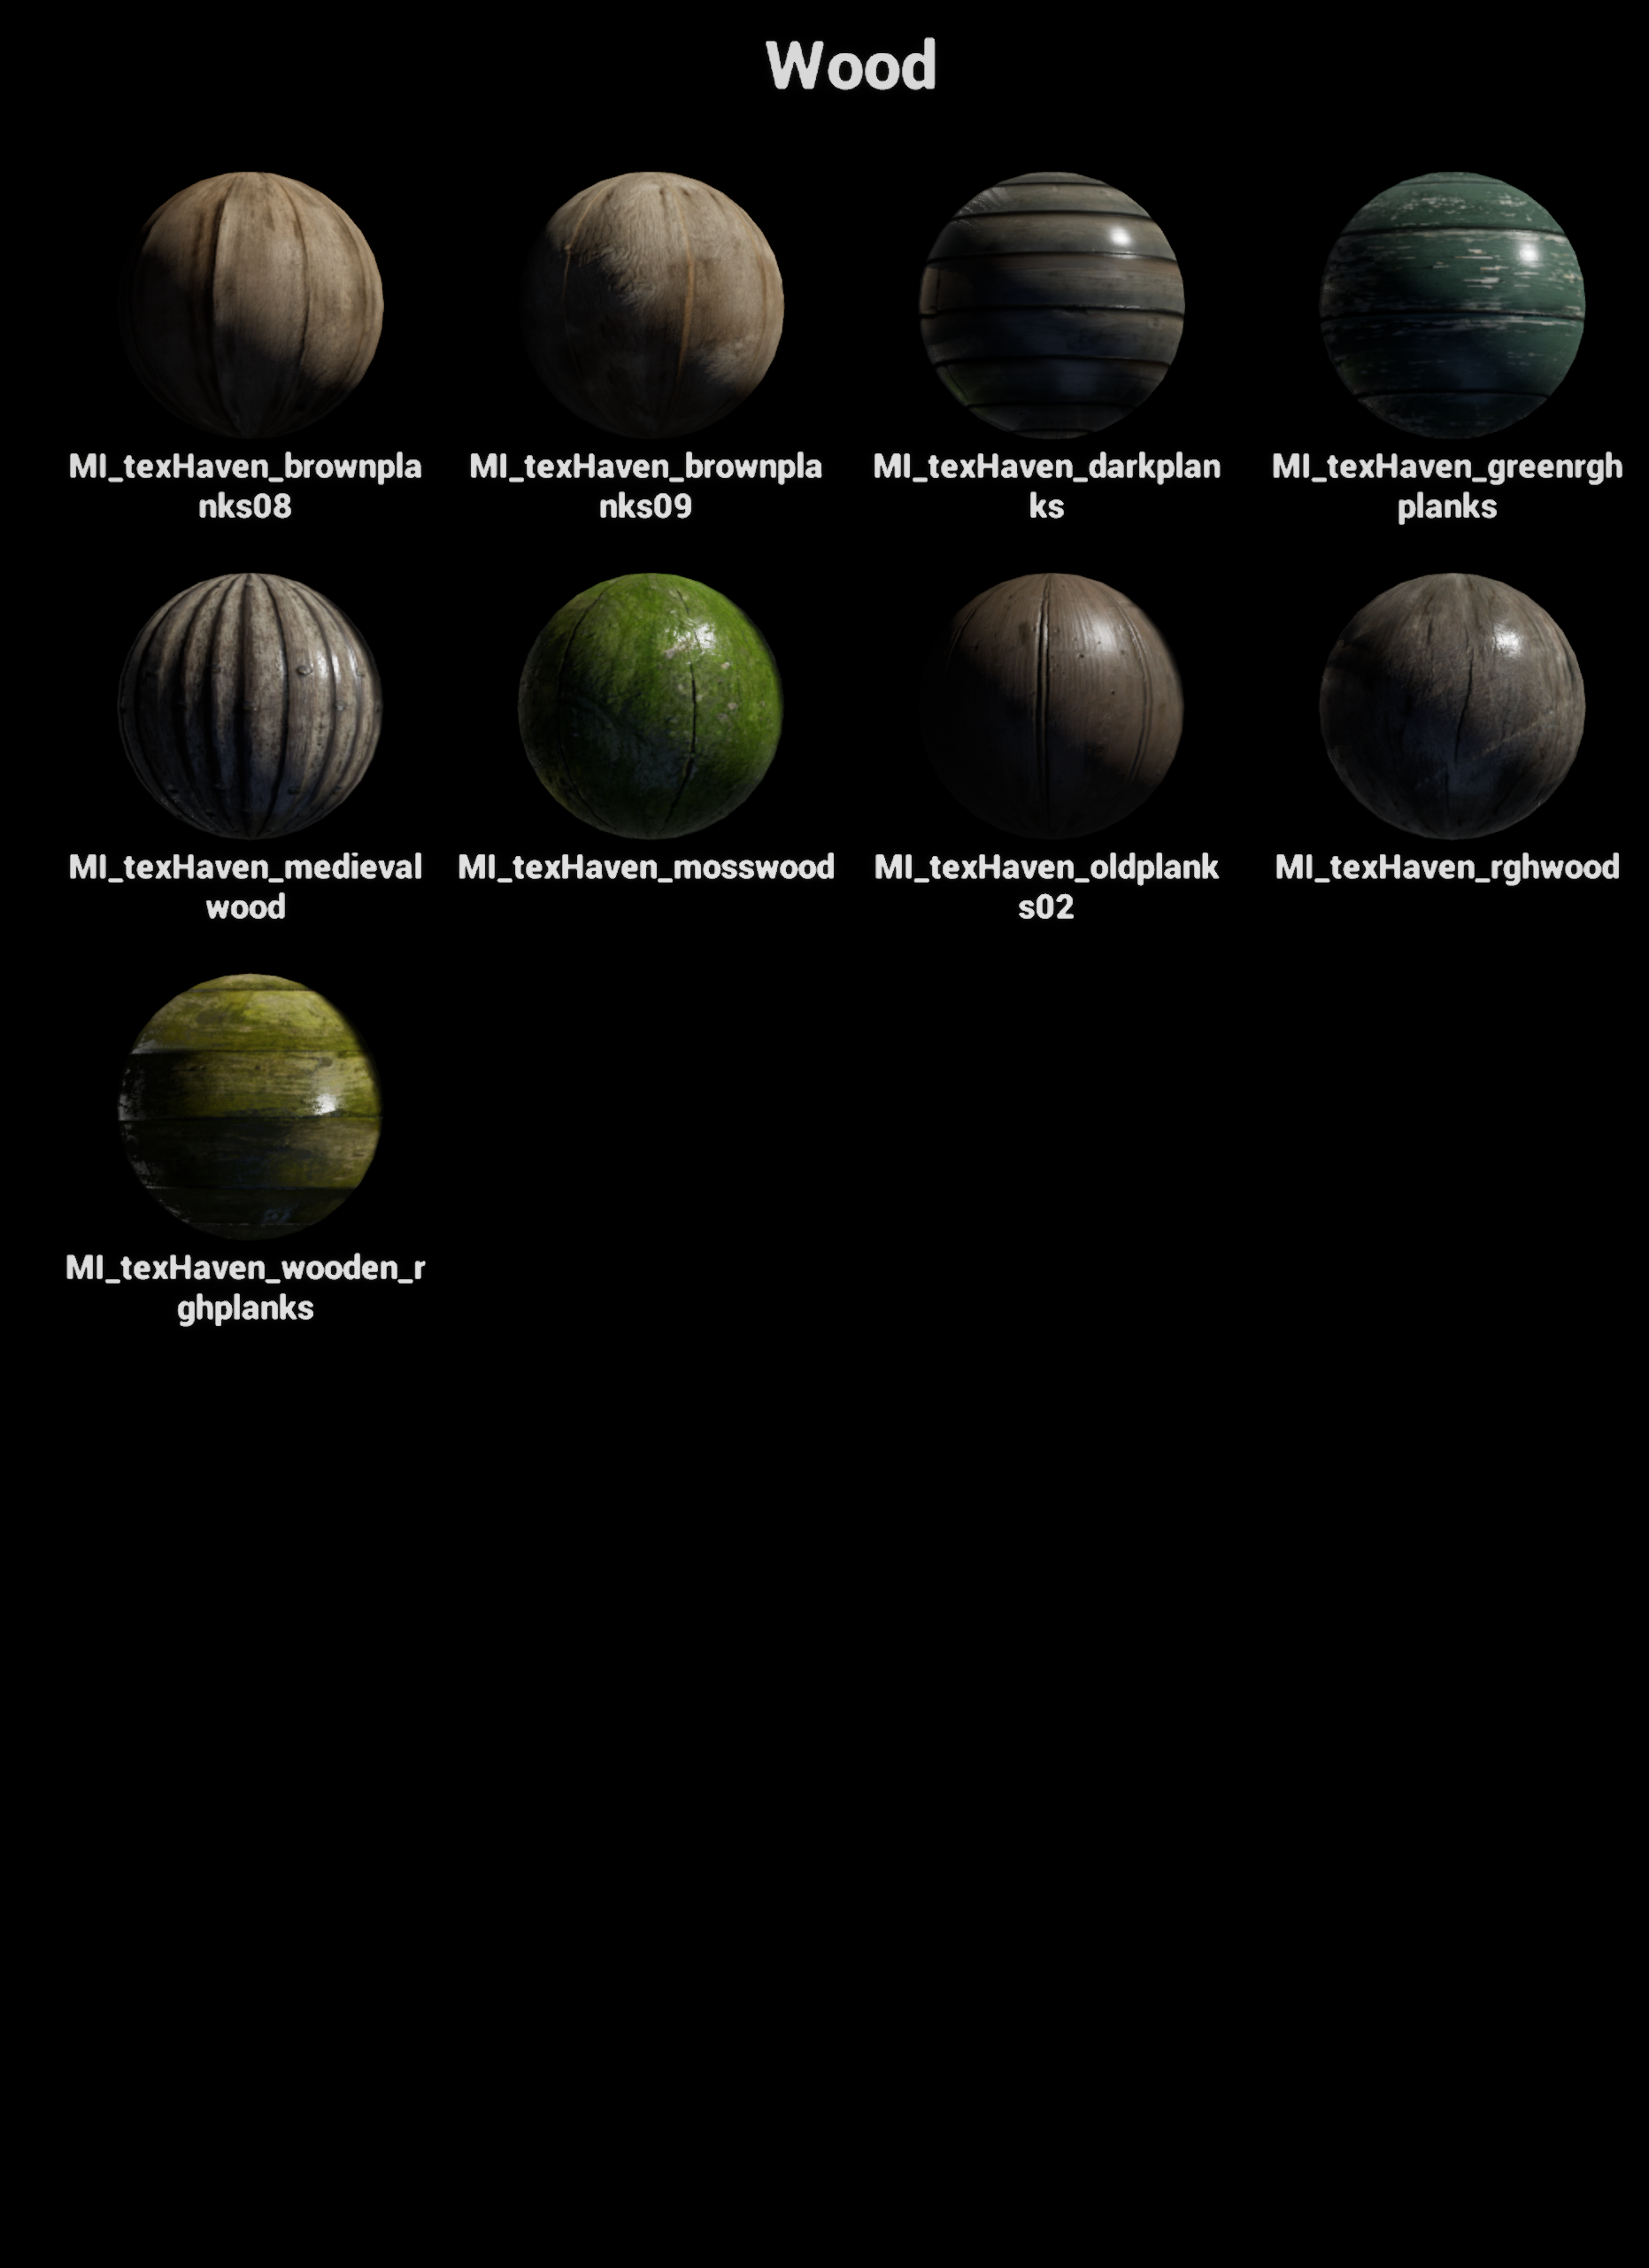 Wood
MI_texHaven_brownpla
nks08
MI_texHaven_brownpla
nks09
MI_texHaven_darkplan
ks
MI_texHaven_greenrgh
planks
MI_texHaven_medieval
wood
MI_texHaven_mosswood
MI_texHaven_oldplank
s02
MI_texHaven_rghwood
MI_texHaven_wooden_r
ghplanks